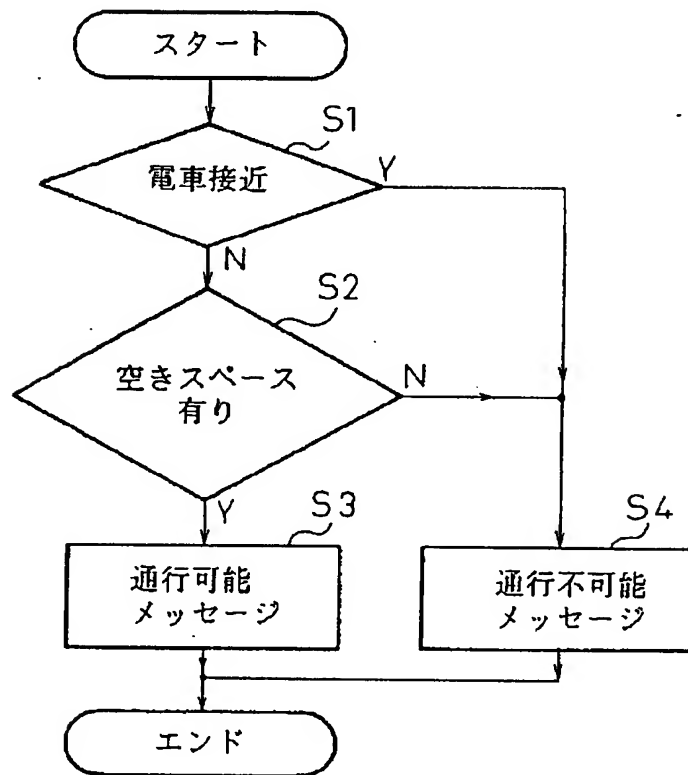 スタート
S1
電車接近
Y
N
S2
空きスペース
有り
N
Y
S3
通行可能
メッセージ
S4
通行不可能
メッセージ
エンド